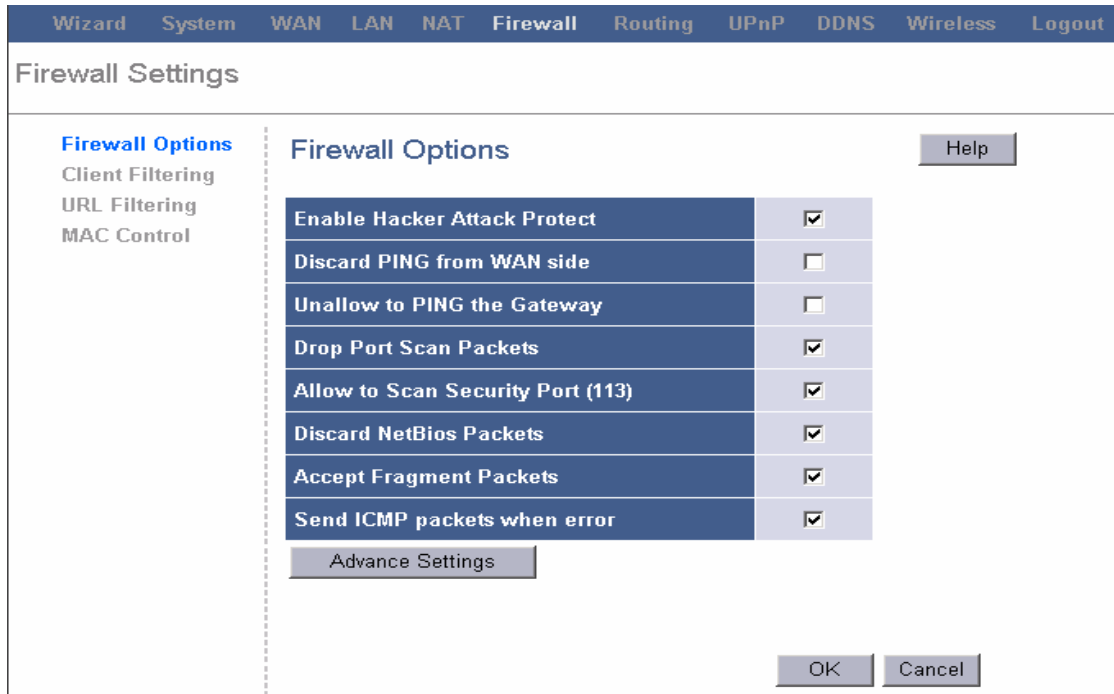 Wizard System WAN LAN NAT Firewall Routing UPnP DDNS Wireless Logout
Firewall Settings
Firewall Options
Client Filtering
URL Filtering
MAC Control
Firewall Options
Help
Enable Hacker Attack Protect
Discard PING from WAN side
Unallow to PING the Gateway
Drop Port Scan Packets
Allow to Scan Security Port (113)
Discard NetBios Packets
Accept Fragment Packets
Send ICMP packets when error
Advance Settings
OK Cancel